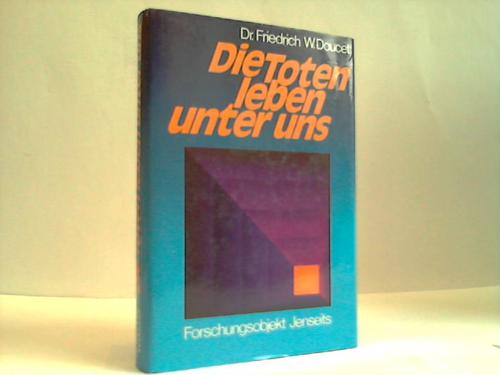 Dr. Friedrich W. Doucet
Die Toten
leben
unter uns
Forschungsobjekt Jenseits